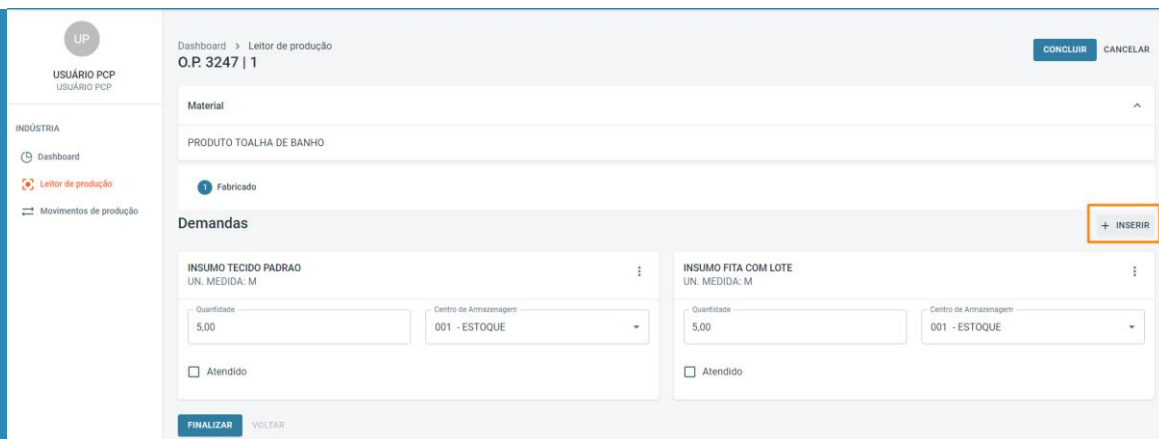 UP
USUÁRIO PCP
USUÁRIO PCP
INDÚSTRIA
Dashboard
Leitor de produção
Movimentos de produção
Dashboard > Leitor de produção
O.P. 3247 | 1
CONCLUIR CANCELAR
Material
PRODUTO TOALHA DE BANHO
1 Fabricado
Demandas
+ INSERIR
INSUMO TECIDO PADRAO
UN. MEDIDA: M
Quantidade
5,00
Centro de Armazenagem
001 - ESTOQUE
Atendido
INSUMO FITA COM LOTE
UN. MEDIDA: M
Quantidade
5,00
Centro de Armazenagem
001 - ESTOQUE
Atendido
FINALIZAR VOLTAR